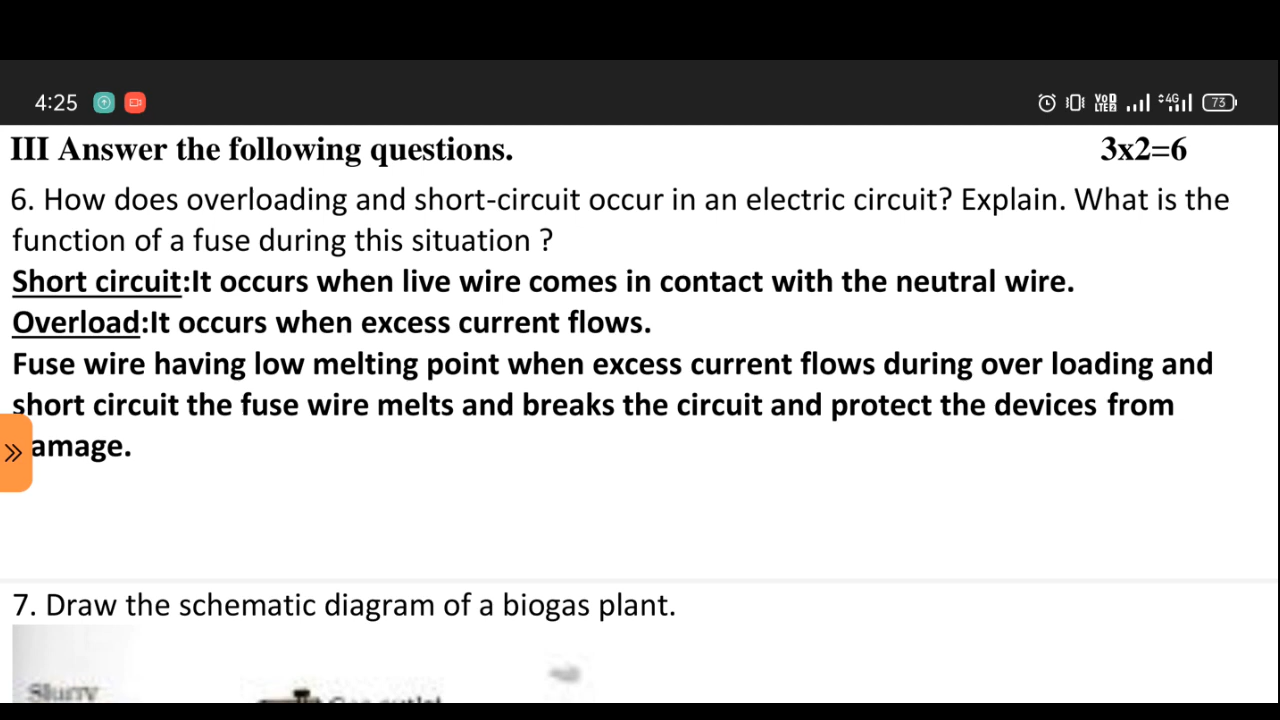 4:25
VoD
LTE2
4G
73
III Answer the following questions. 3x2=6
6. How does overloading and short-circuit occur in an electric circuit? Explain. What is the
function of a fuse during this situation ?
Short circuit:It occurs when live wire comes in contact with the neutral wire.
Overload:It occurs when excess current flows.
Fuse wire having low melting point when excess current flows during over loading and
short circuit the fuse wire melts and breaks the circuit and protect the devices from
amage.
7. Draw the schematic diagram of a biogas plant.
Slurry